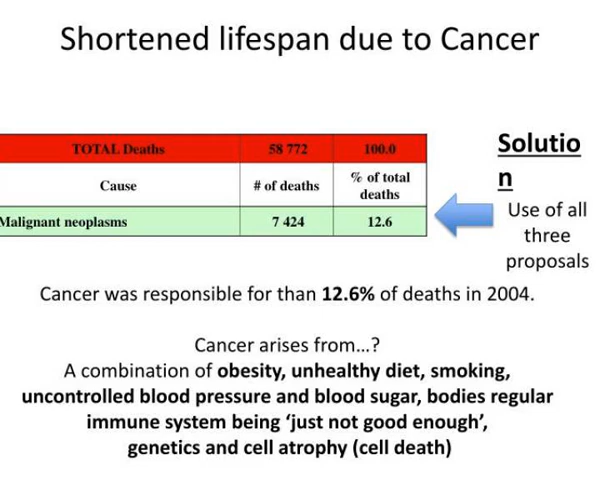 Shortened lifespan due to Cancer
TOTAL Deaths 58 772 100.0
Cause # of deaths % of total
deaths
Malignant neoplasms 7 424 12.6
Solutio
n
Use of all
three
proposals
Cancer was responsible for than 12.6% of deaths in 2004.
Cancer arises from…?
A combination of obesity, unhealthy diet, smoking,
uncontrolled blood pressure and blood sugar, bodies regular
immune system being ‘just not good enough’,
genetics and cell atrophy (cell death)